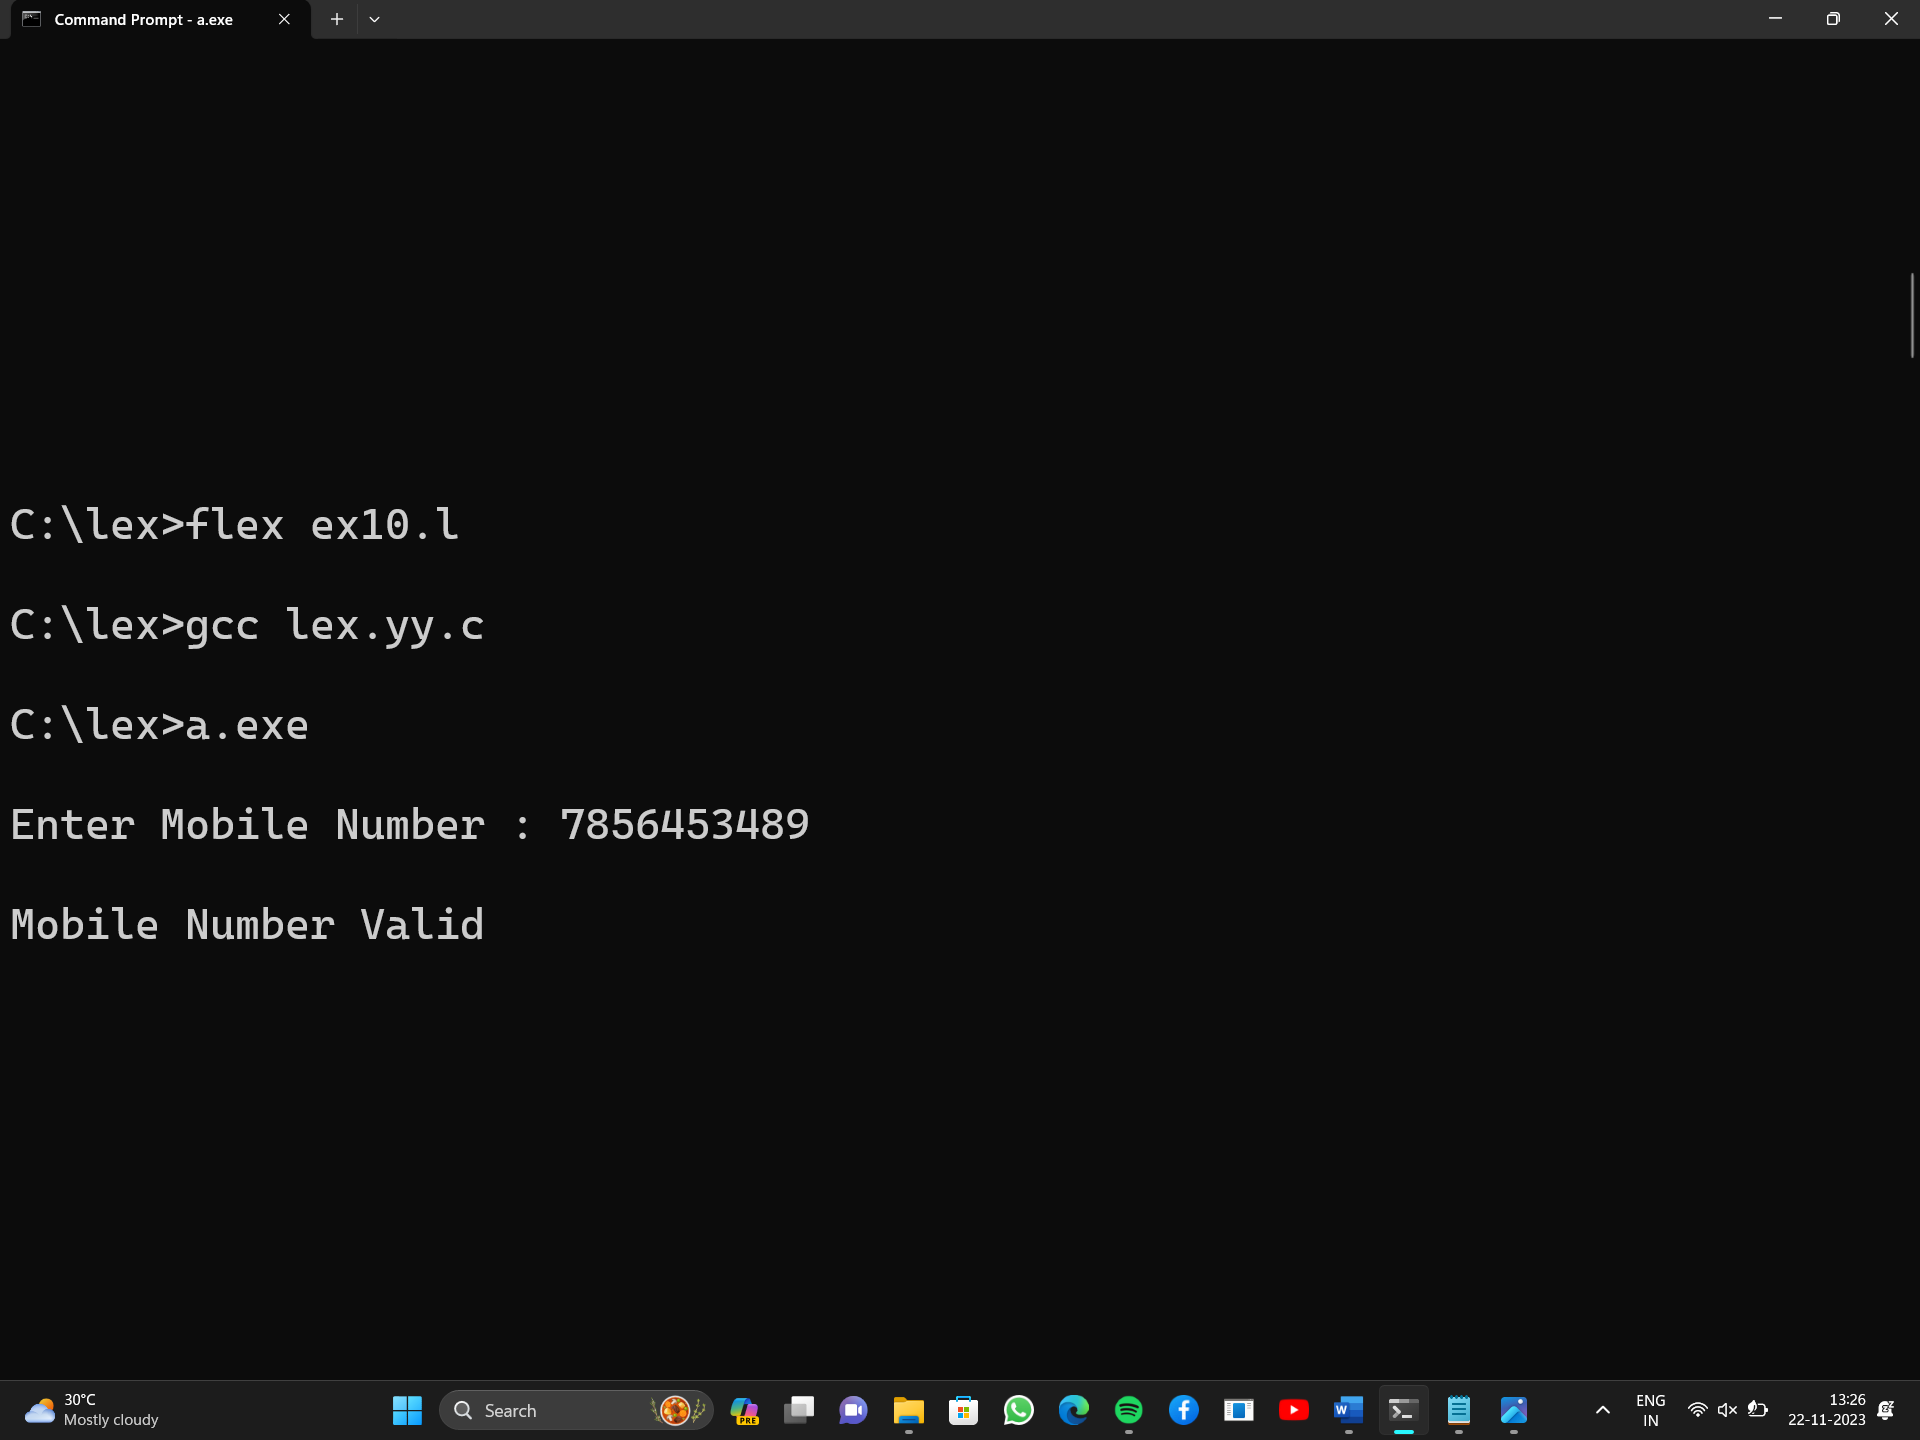 Command Prompt - a.exe
C:\lex>flex ex10.l
C:\lex>gcc lex.yy.c
C:\lex>a.exe
Enter Mobile Number : 7856453489
Mobile Number Valid
30°C
Mostly cloudy
Search
PRE
W
ENG
IN
13:26
22-11-2023